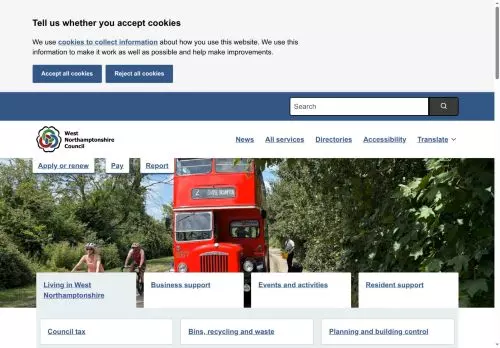 Tell us whether you accept cookies
We use cookies to collect information about how you use this website. We use this
information to make it work as well as possible and help make improvements.
Accept all cookies
Reject all cookies
Search
West
Northamptonshire
Council
News
All services
Directories
Accessibility
Translate
Apply or renew
Pay
Report
2
Living in West
Northamptonshire
Business support
Events and activities
Resident support
Council tax
Bins, recycling and waste
Planning and building control